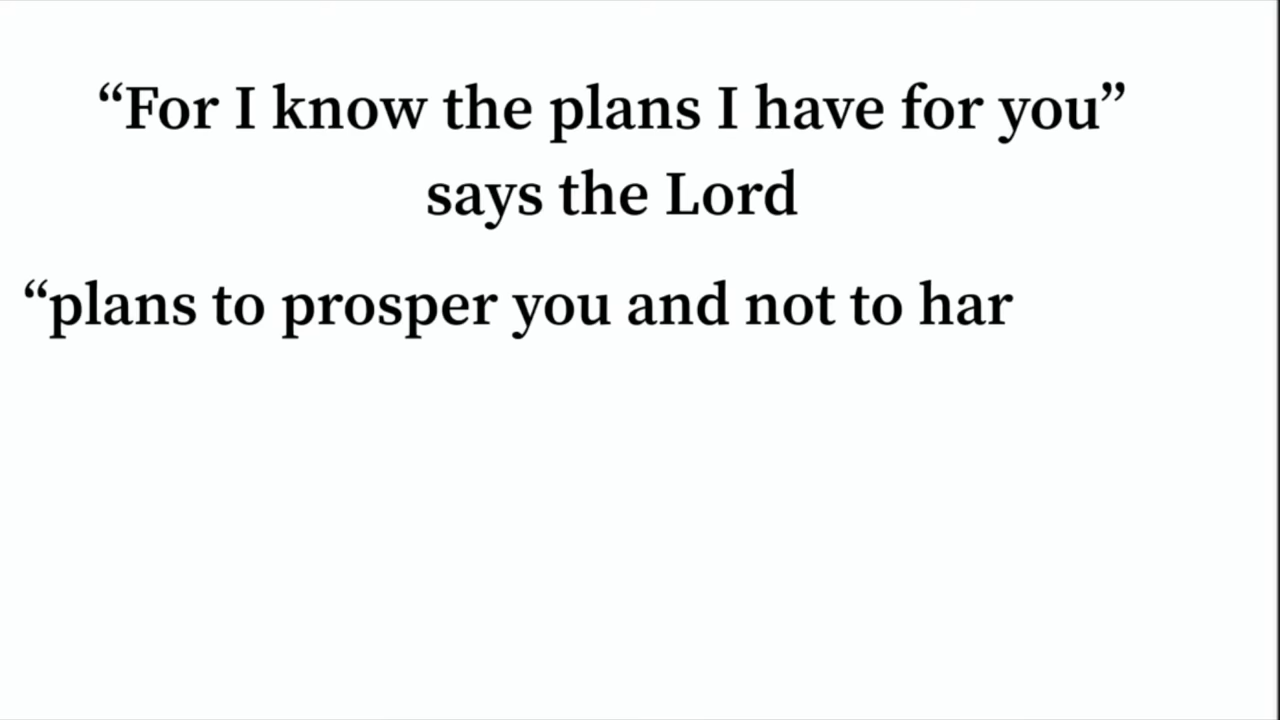 “For I know the plans I have for you”
says the Lord
“plans to prosper you and not to har